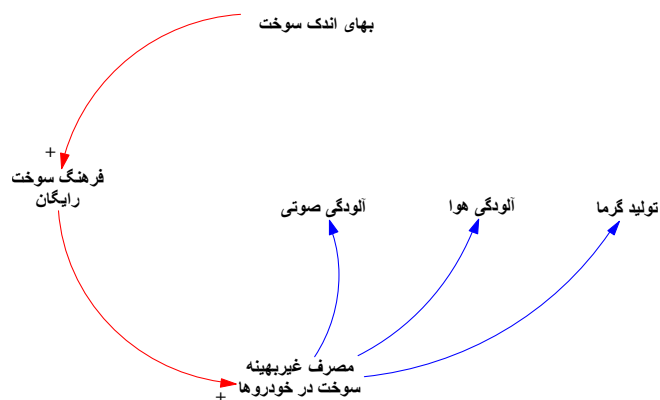 بهای اندک سوخت
+
فرهنگ سوخت
رایگان
آلودگی صوتی
آلودگی هوا
تولید گرما
مصرف غیربهینه
سوخت در خودروها
+